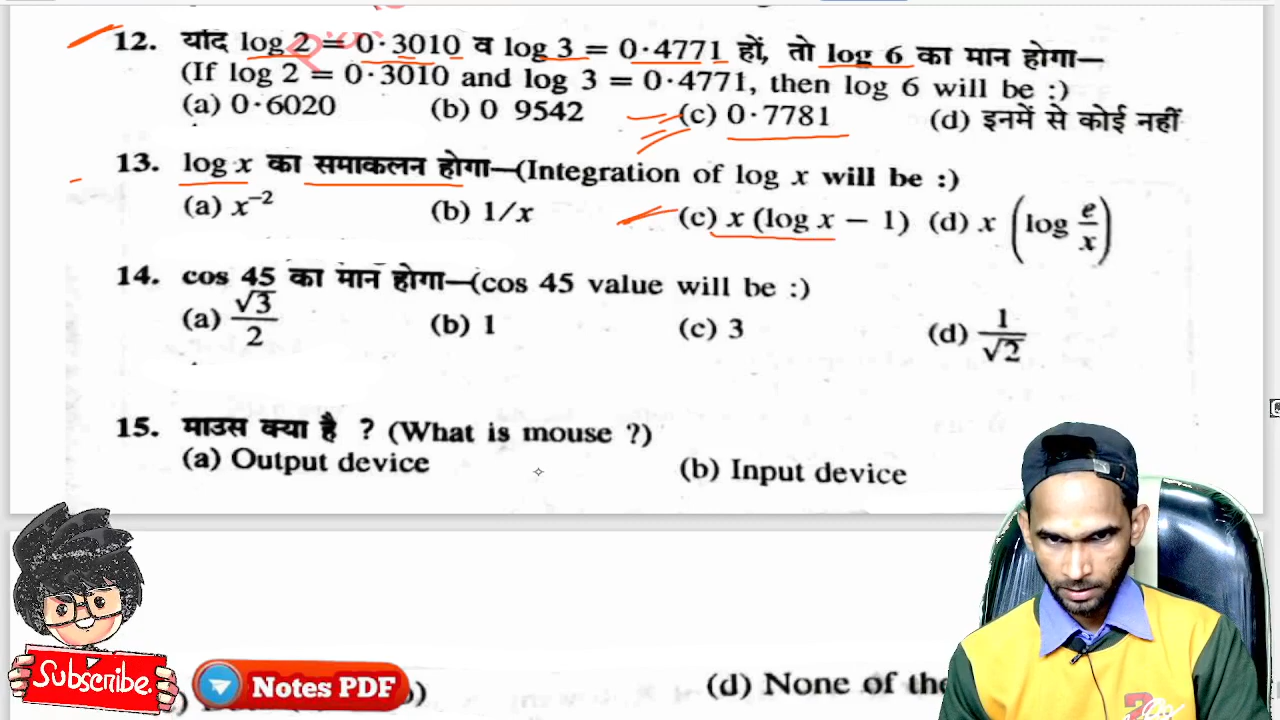 12. यदि log 2 = 0·3010 व log 3 = 0·4771 हों, तो log 6 का मान होगा—
(If log 2 = 0·3010 and log 3 = 0·4771, then log 6 will be :)
(a) 0·6020 (b) 0 9542 (c) 0·7781 (d) इनमें से कोई नहीं
13. log x का समाकलन होगा—(Integration of log x will be :)
(a) x⁻² (b) 1/x (c) x (log x – 1) (d) x (log e/x)
14. cos 45 का मान होगा—(cos 45 value will be :)
(a) √3/2 (b) 1 (c) 3 (d) 1/√2
15. माउस क्या है ? (What is mouse ?)
(a) Output device (b) Input device
Subscribe.
Notes PDF
(d) None of the